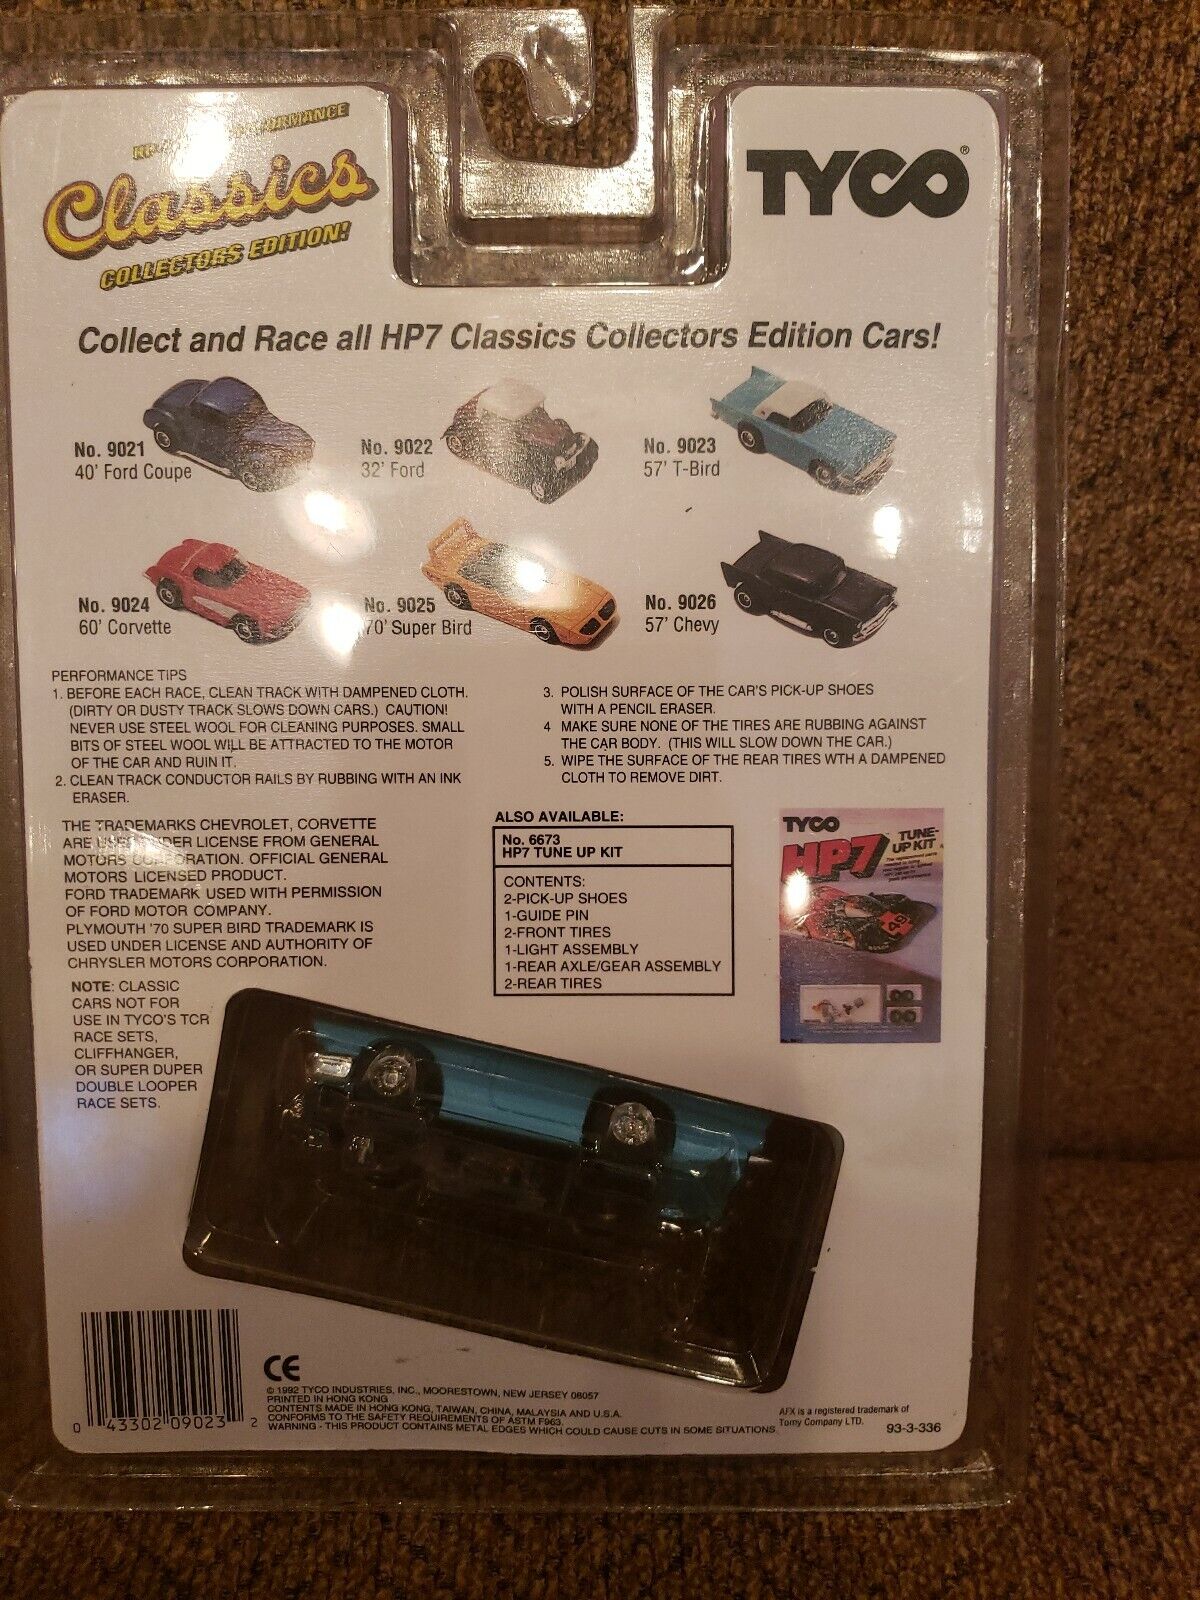 Classics
COLLECTORS EDITION!
TYCO®
Collect and Race all HP7 Classics Collectors Edition Cars!
No. 9021
40' Ford Coupe
No. 9022
32' Ford
No. 9023
57' T-Bird
No. 9024
60' Corvette
No. 9025
70' Super Bird
No. 9026
57' Chevy
PERFORMANCE TIPS
1. BEFORE EACH RACE, CLEAN TRACK WITH DAMPENED CLOTH.
(DIRTY OR DUSTY TRACK SLOWS DOWN CARS.) CAUTION!
NEVER USE STEEL WOOL FOR CLEANING PURPOSES. SMALL
BITS OF STEEL WOOL WILL BE ATTRACTED TO THE MOTOR
OF THE CAR AND RUIN IT.
2. CLEAN TRACK CONDUCTOR RAILS BY RUBBING WITH AN INK
ERASER.
3. POLISH SURFACE OF THE CAR'S PICK-UP SHOES
WITH A PENCIL ERASER.
4 MAKE SURE NONE OF THE TIRES ARE RUBBING AGAINST
THE CAR BODY. (THIS WILL SLOW DOWN THE CAR.)
5. WIPE THE SURFACE OF THE REAR TIRES WTH A DAMPENED
CLOTH TO REMOVE DIRT.
THE TRADEMARKS CHEVROLET, CORVETTE
ARE USED UNDER LICENSE FROM GENERAL
MOTORS CORPORATION. OFFICIAL GENERAL
MOTORS LICENSED PRODUCT.
FORD TRADEMARK USED WITH PERMISSION
OF FORD MOTOR COMPANY.
PLYMOUTH '70 SUPER BIRD TRADEMARK IS
USED UNDER LICENSE AND AUTHORITY OF
CHRYSLER MOTORS CORPORATION.
NOTE: CLASSIC
CARS NOT FOR
USE IN TYCO'S TCR
RACE SETS,
CLIFFHANGER,
OR SUPER DUPER
DOUBLE LOOPER
RACE SETS.
ALSO AVAILABLE:
No. 6673
HP7 TUNE UP KIT
CONTENTS:
2-PICK-UP SHOES
1-GUIDE PIN
2-FRONT TIRES
1-LIGHT ASSEMBLY
1-REAR AXLE/GEAR ASSEMBLY
2-REAR TIRES
TYCO
HP7
TUNE-
UP KIT
49
0 43302 09023 2
CE
© 1992 TYCO INDUSTRIES, INC., MOORESTOWN, NEW JERSEY 08057
PRINTED IN HONG KONG
CONTENTS MADE IN HONG KONG, TAIWAN, CHINA, MALAYSIA AND U.S.A.
CONFORMS TO THE SAFETY REQUIREMENTS OF ASTM F963.
WARNING - THIS PRODUCT CONTAINS METAL EDGES WHICH COULD CAUSE CUTS IN SOME SITUATIONS.
AFX is a registered trademark of
Tomy Company LTD.
93-3-336